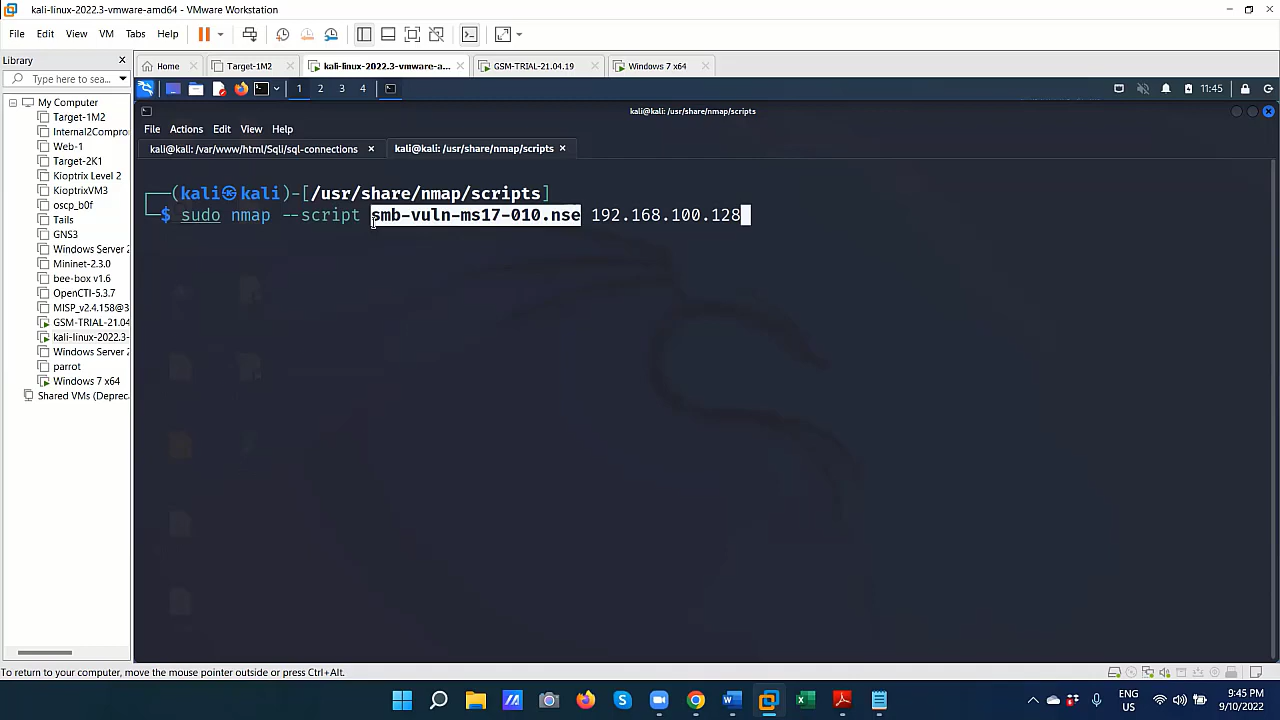 kali-linux-2022.3-vmware-amd64 - VMware Workstation
File Edit View VM Tabs Help
Library
Type here to sea...
Home Target-1M2 kali-linux-2022.3-vmware-a... GSM-TRIAL-21.04.19 Windows 7 x64
My Computer
Target-1M2
Internal2Compro
Web-1
Target-2K1
Kioptrix Level 2
KioptrixVM3
oscp_b0f
Tails
GNS3
Windows Server 2
Mininet-2.3.0
bee-box v1.6
OpenCTI-5.3.7
MISP_v2.4.158@3
GSM-TRIAL-21.04
kali-linux-2022.3-
Windows Server 2
parrot
Windows 7 x64
Shared VMs (Deprec
1 2 3 4 11:45
kali@kali: /usr/share/nmap/scripts
File Actions Edit View Help
kali@kali: /var/www/html/Sqli/sql-connections kali@kali: /usr/share/nmap/scripts
(kali㉿kali)-[/usr/share/nmap/scripts]
$ sudo nmap --script smb-vuln-ms17-010.nse 192.168.100.128
To return to your computer, move the mouse pointer outside or press Ctrl+Alt.
ENG
US
9:45 PM
9/10/2022